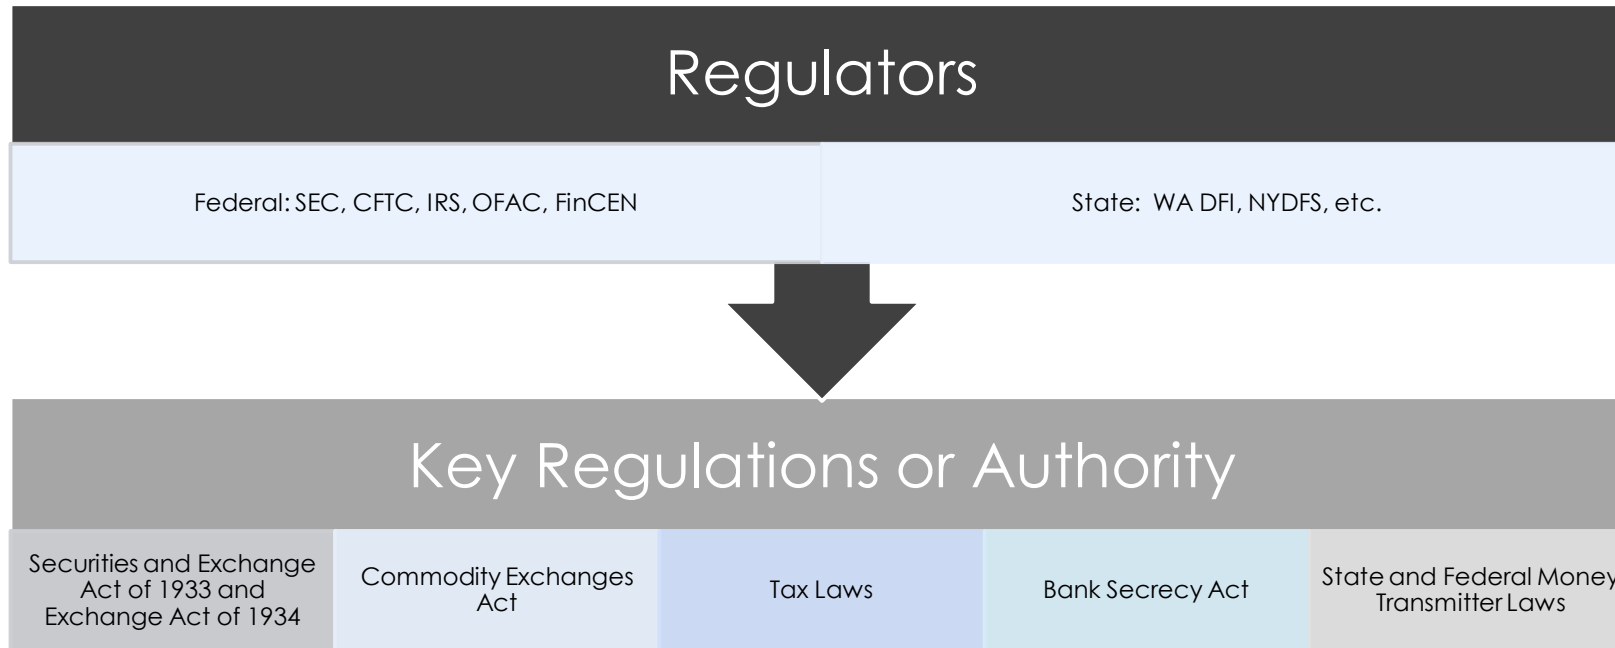 Regulators
Federal: SEC, CFTC, IRS, OFAC, FinCEN
State: WA DFI, NYDFS, etc.
Key Regulations or Authority
Securities and Exchange
Act of 1933 and
Exchange Act of 1934
Commodity Exchanges
Act
Tax Laws
Bank Secrecy Act
State and Federal Money
Transmitter Laws